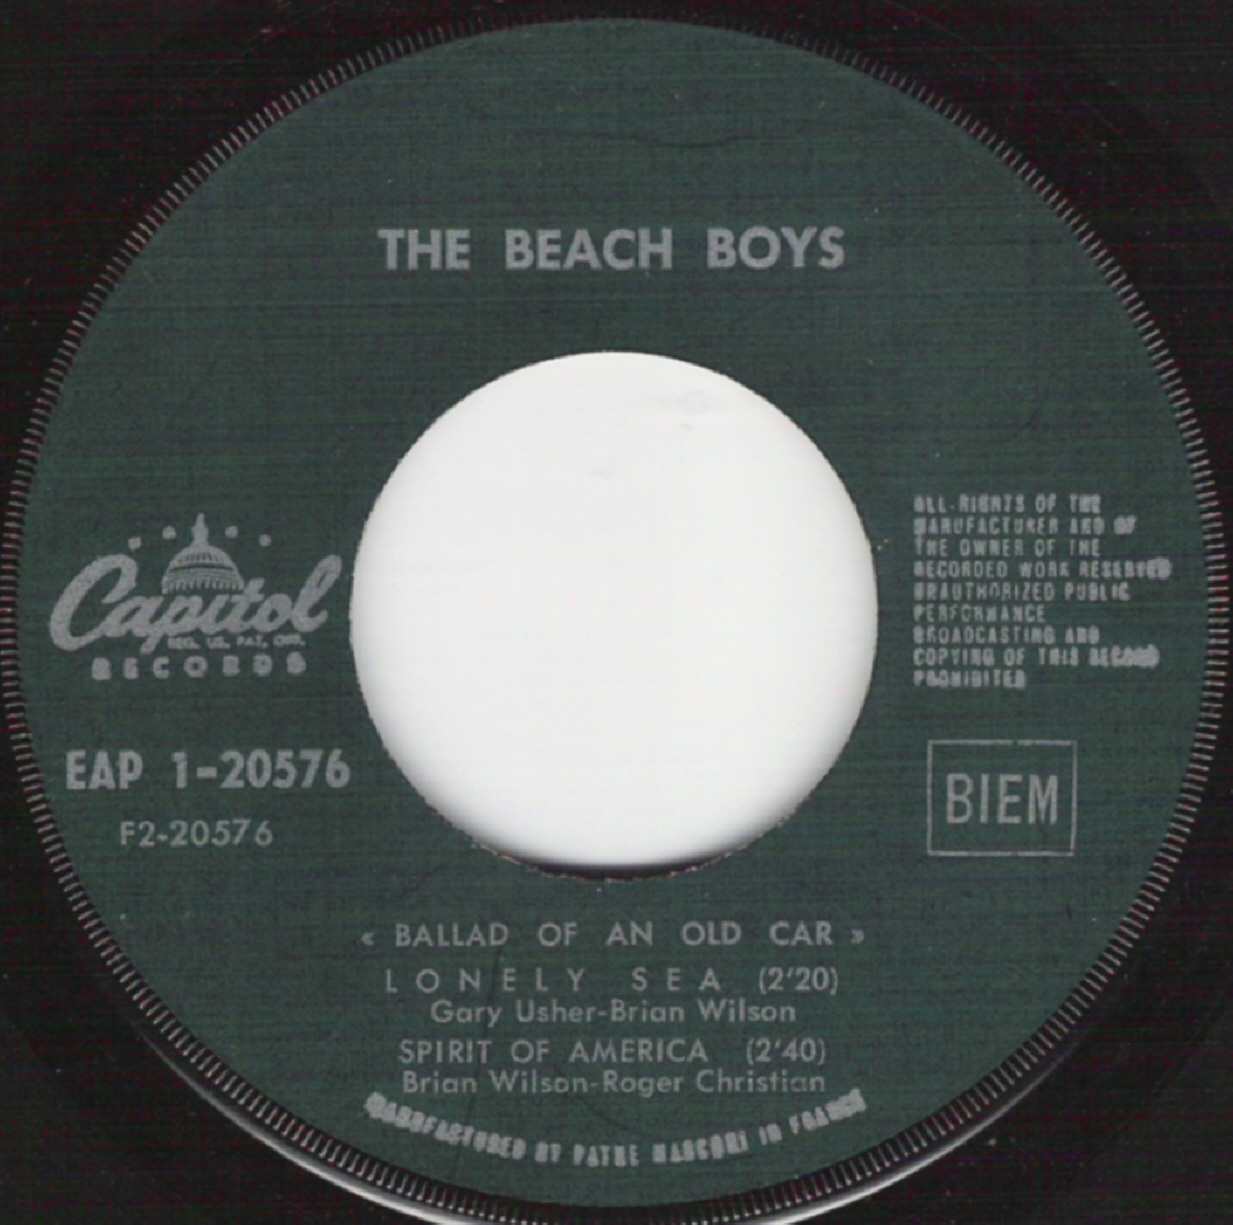 THE BEACH BOYS
Capitol
REG. U.S. PAT. OFF.
RECORDS
ALL RIGHTS OF THE
MANUFACTURER AND OF
THE OWNER OF THE
RECORDED WORK RESERVED
UNAUTHORIZED PUBLIC
PERFORMANCE
BROADCASTING AND
COPYING OF THIS RECORD
PROHIBITED
EAP 1-20576
F2-20576
BIEM
« BALLAD OF AN OLD CAR »
LONELY SEA (2'20)
Gary Usher-Brian Wilson
SPIRIT OF AMERICA (2'40)
Brian Wilson-Roger Christian
MANUFACTURED BY PATHE MARCONI IN FRANCE